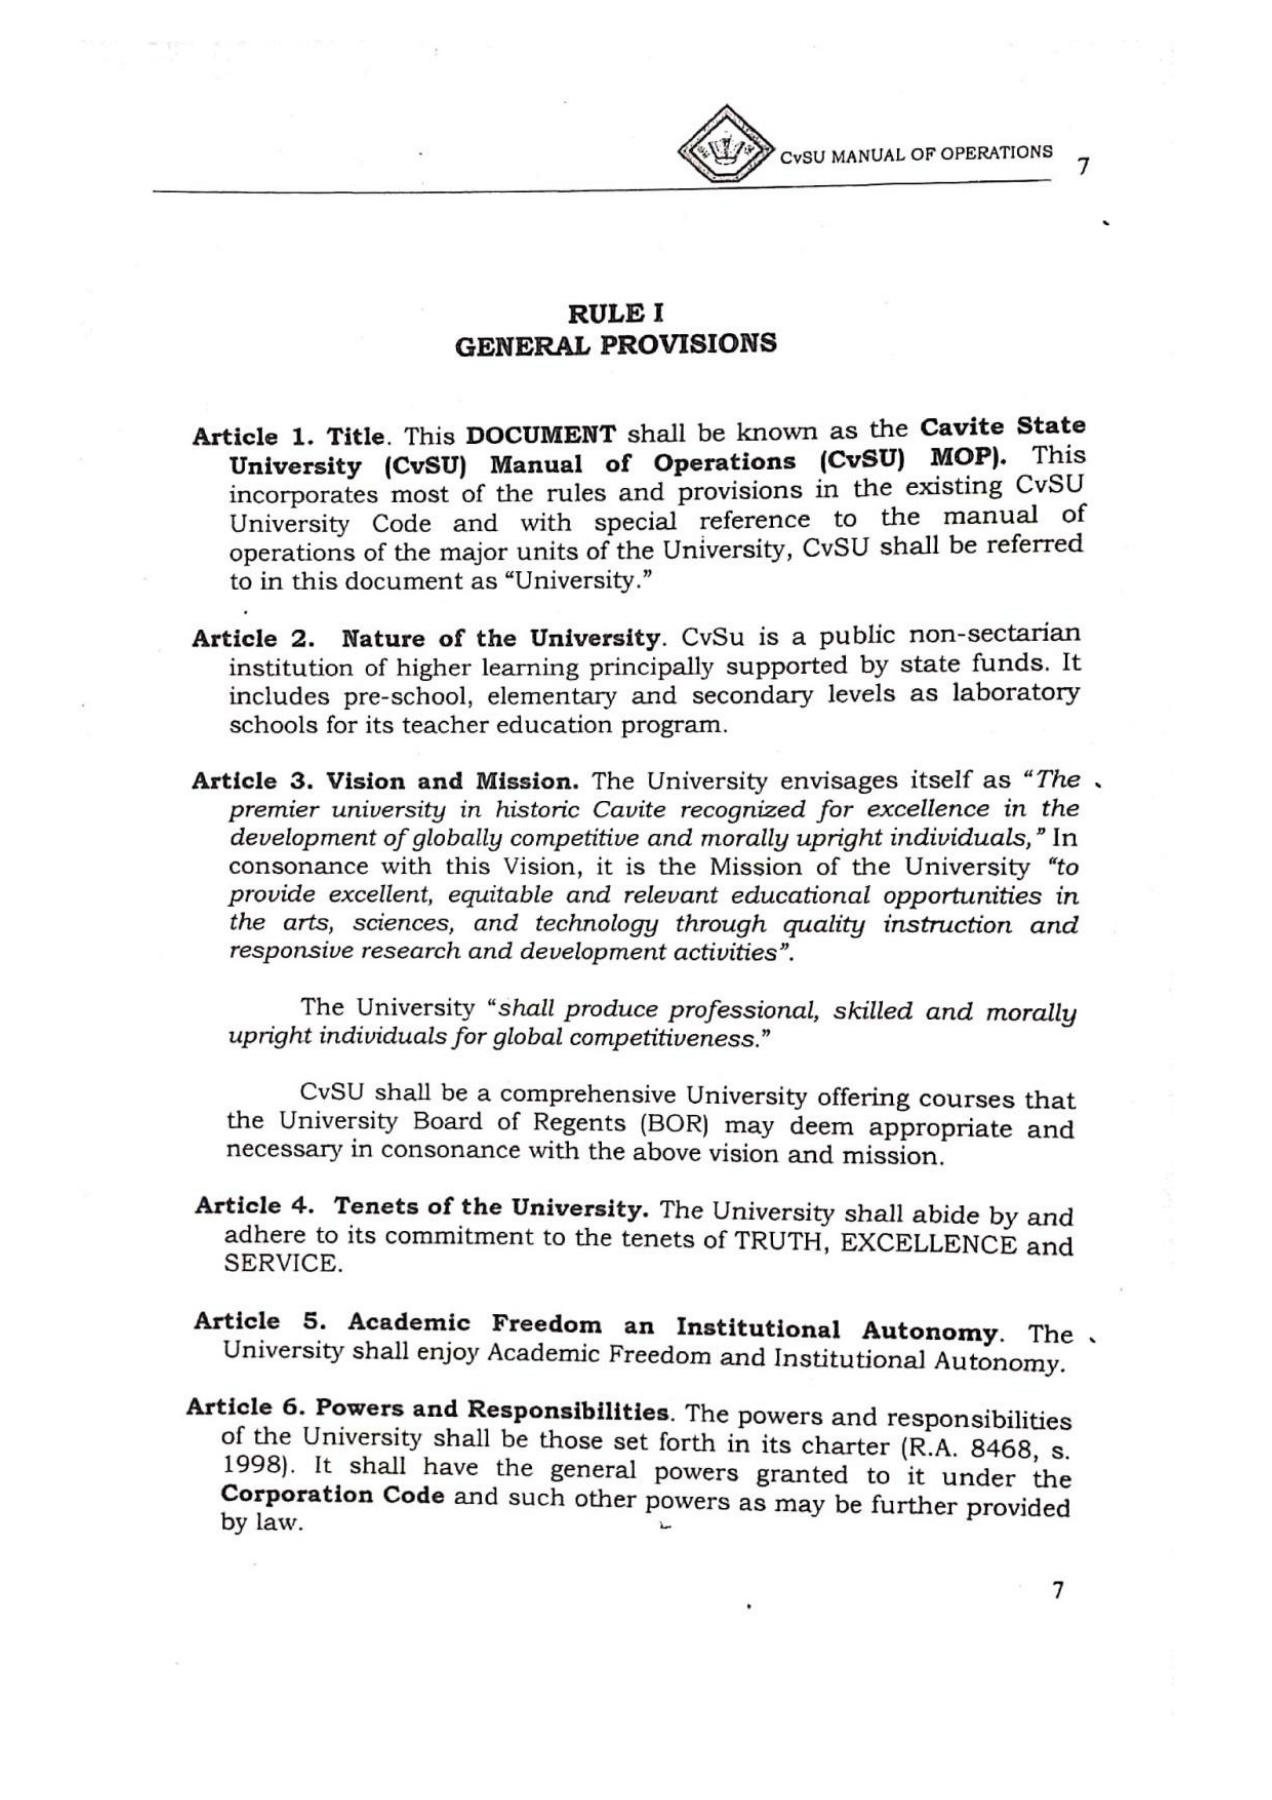 CvSU MANUAL OF OPERATIONS 7
RULE I
GENERAL PROVISIONS
Article 1. Title. This DOCUMENT shall be known as the Cavite State
University (CvSU) Manual of Operations (CvSU) MOP). This
incorporates most of the rules and provisions in the existing CvSU
University Code and with special reference to the manual of
operations of the major units of the University, CvSU shall be referred
to in this document as “University.”
Article 2. Nature of the University. CvSu is a public non-sectarian
institution of higher learning principally supported by state funds. It
includes pre-school, elementary and secondary levels as laboratory
schools for its teacher education program.
Article 3. Vision and Mission. The University envisages itself as “The
premier university in historic Cavite recognized for excellence in the
development of globally competitive and morally upright individuals,” In
consonance with this Vision, it is the Mission of the University “to
provide excellent, equitable and relevant educational opportunities in
the arts, sciences, and technology through quality instruction and
responsive research and development activities”.
The University “shall produce professional, skilled and morally
upright individuals for global competitiveness.”
CvSU shall be a comprehensive University offering courses that
the University Board of Regents (BOR) may deem appropriate and
necessary in consonance with the above vision and mission.
Article 4. Tenets of the University. The University shall abide by and
adhere to its commitment to the tenets of TRUTH, EXCELLENCE and
SERVICE.
Article 5. Academic Freedom an Institutional Autonomy. The
University shall enjoy Academic Freedom and Institutional Autonomy.
Article 6. Powers and Responsibilities. The powers and responsibilities
of the University shall be those set forth in its charter (R.A. 8468, s.
1998). It shall have the general powers granted to it under the
Corporation Code and such other powers as may be further provided
by law.
7